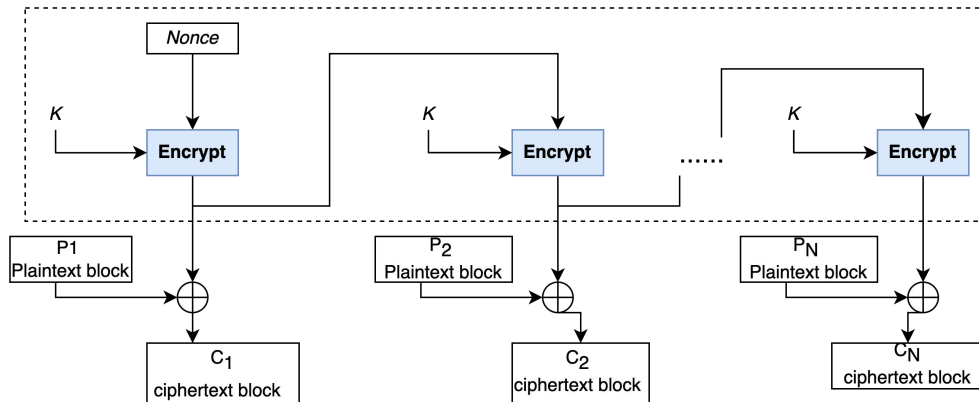 Nonce
K
K
K
Encrypt
Encrypt
......
Encrypt
P1
Plaintext block
P2
Plaintext block
PN
Plaintext block
C1
ciphertext block
C2
ciphertext block
CN
ciphertext block